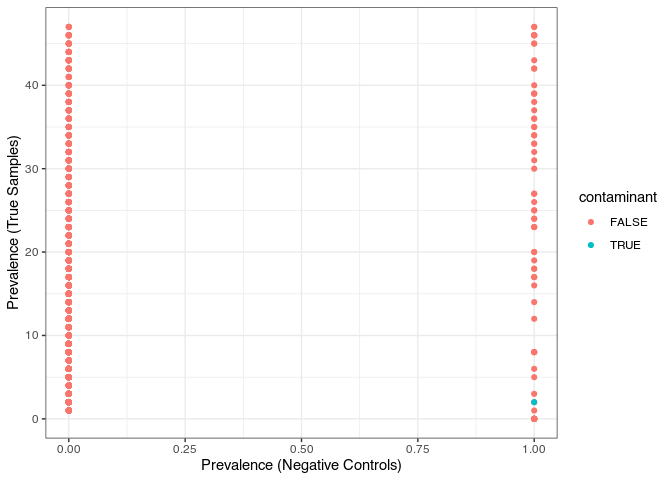 40
30
20
10
0
Prevalence (True Samples)
0.00 0.25 0.50 0.75 1.00
Prevalence (Negative Controls)
contaminant
FALSE
TRUE